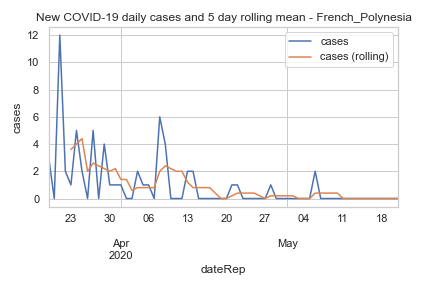 New COVID-19 daily cases and 5 day rolling mean - French_Polynesia
cases
cases (rolling)
12
10
8
6
4
2
0
cases
23 30 06 13 20 27 04 11 18
Apr May
2020
dateRep